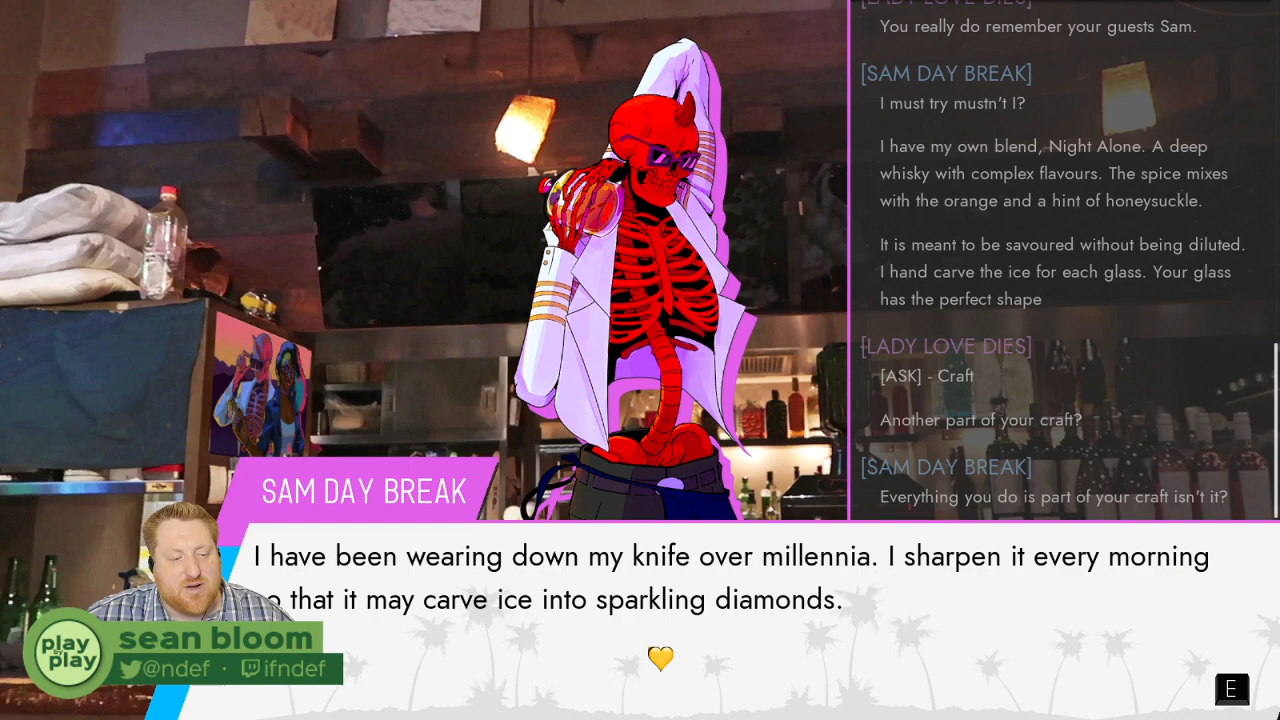 [LADY LOVE DIES]
You really do remember your guests Sam.
[SAM DAY BREAK]
I must try mustn't I?
I have my own blend, Night Alone. A deep
whisky with complex flavours. The spice mixes
with the orange and a hint of honeysuckle.
It is meant to be savoured without being diluted.
I hand carve the ice for each glass. Your glass
has the perfect shape
[LADY LOVE DIES]
[ASK] - Craft
Another part of your craft?
[SAM DAY BREAK]
Everything you do is part of your craft isn't it?
SAM DAY BREAK
I have been wearing down my knife over millennia. I sharpen it every morning
so that it may carve ice into sparkling diamonds.
E
play
by
play
sean bloom
@ndef · ifndef